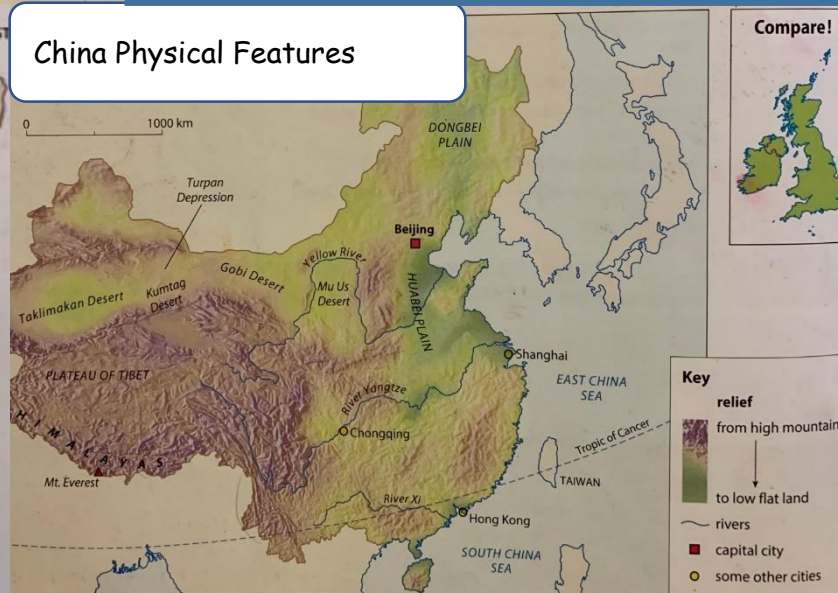 China Physical Features
Compare!
0 1000 km
DONGBEI
PLAIN
Turpan
Depression
Beijing
Yellow River
Gobi Desert
Mu Us
Desert
Kumtag
Desert
Taklimakan Desert
HUABEI PLAIN
Shanghai
PLATEAU OF TIBET
EAST CHINA
SEA
River Yangtze
Chongqing
HIMALAYAS
Mt. Everest
Tropic of Cancer
TAIWAN
River Xi
Hong Kong
SOUTH CHINA
SEA
Key
relief
from high mountain
to low flat land
rivers
capital city
some other cities